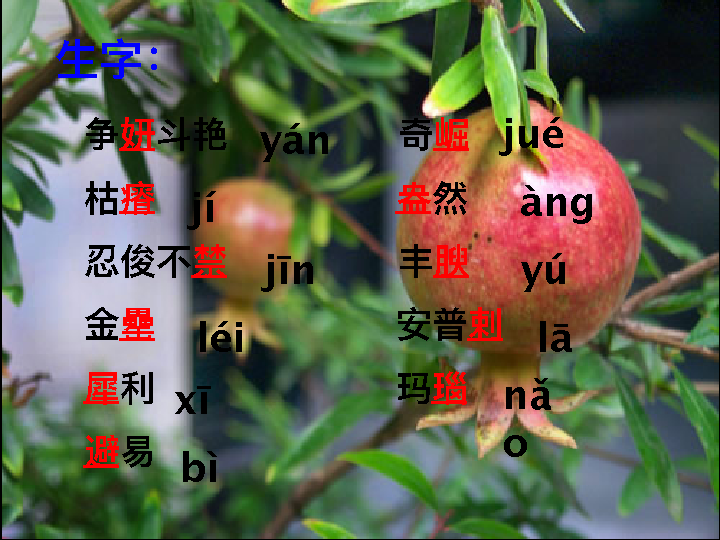 生字：
争妍斗艳 yán 奇崛 jué
枯瘠 jí 盎然 àng
忍俊不禁 jīn 丰腴 yú
金罍 léi 安普剌 lā
犀利 xī 玛瑙 nǎ
o
避易 bì